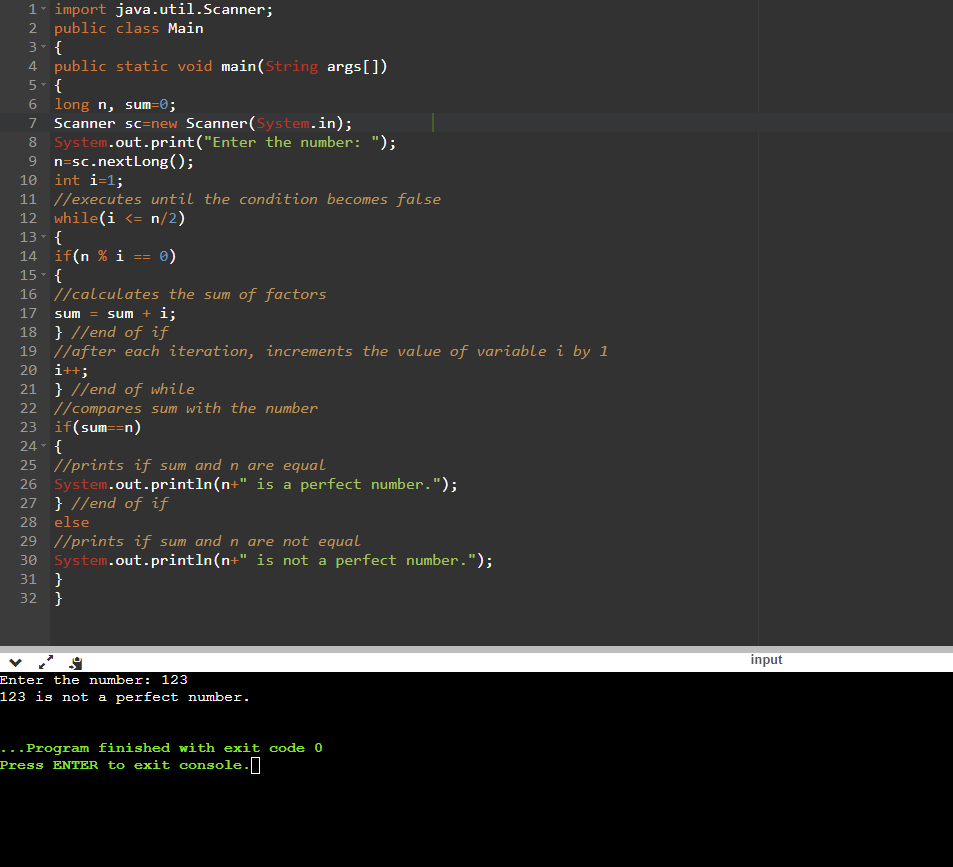 1 import java.util.Scanner;
2 public class Main
3 {
4 public static void main(String args[])
5 {
6 long n, sum=0;
7 Scanner sc=new Scanner(System.in);
8 System.out.print("Enter the number: ");
9 n=sc.nextLong();
10 int i=1;
11 //executes until the condition becomes false
12 while(i <= n/2)
13 {
14 if(n % i == 0)
15 {
16 //calculates the sum of factors
17 sum = sum + i;
18 } //end of if
19 //after each iteration, increments the value of variable i by 1
20 i++;
21 } //end of while
22 //compares sum with the number
23 if(sum==n)
24 {
25 //prints if sum and n are equal
26 System.out.println(n+" is a perfect number.");
27 } //end of if
28 else
29 //prints if sum and n are not equal
30 System.out.println(n+" is not a perfect number.");
31 }
32 }
input
Enter the number: 123
123 is not a perfect number.
...Program finished with exit code 0
Press ENTER to exit console.